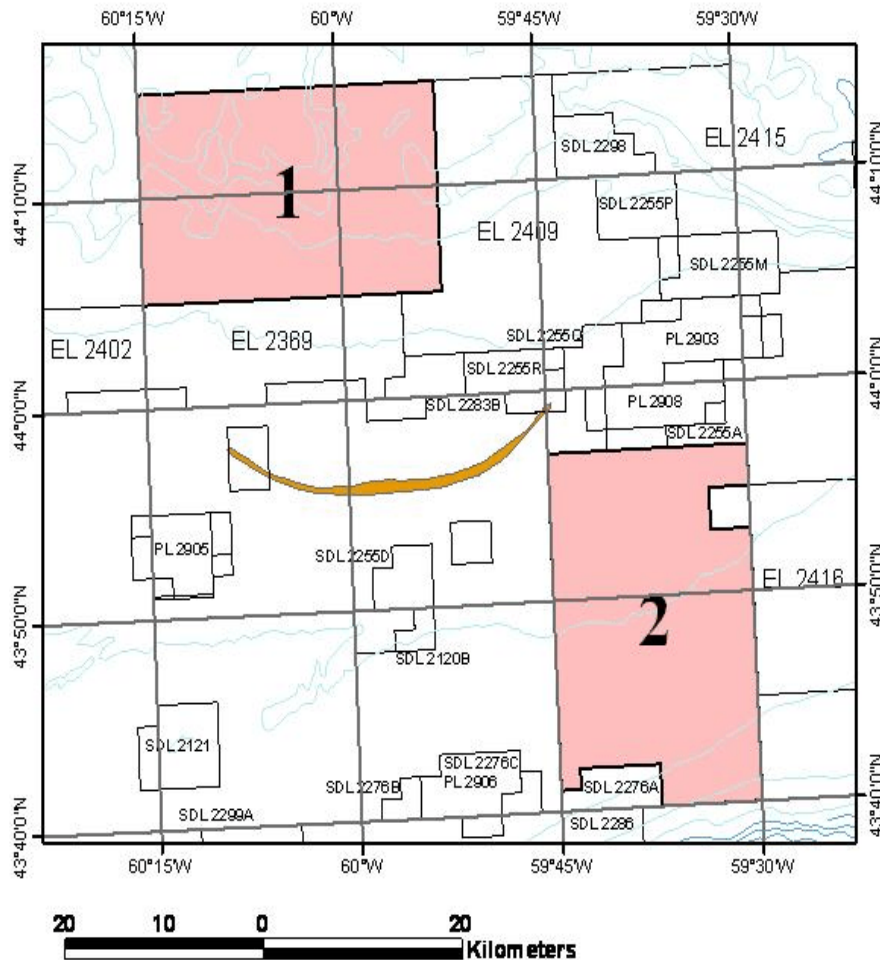 60°15'W 60°W 59°45'W 59°30'W
SDL 2298
EL 2415
44°10'0"N
44°10'0"N
1
SDL 2255P
EL 2409
SDL 2255M
SDL 2255Q
PL 2903
EL 2402
EL 2369
SDL 2255R
44°0'0"N
44°0'0"N
SDL 2283B
PL 2908
SDL 2255A
PL 2905
SDL 2255D
EL 2416
43°50'0"N
43°50'0"N
2
SDL 2120B
SDL 2121
SDL 2276C
SDL 2276B
PL 2906
SDL 2276A
43°40'0"N
SDL 2299A
SDL 2286
43°40'0"N
60°15'W 60°W 59°45'W 59°30'W
20 10 0 20
Kilometers